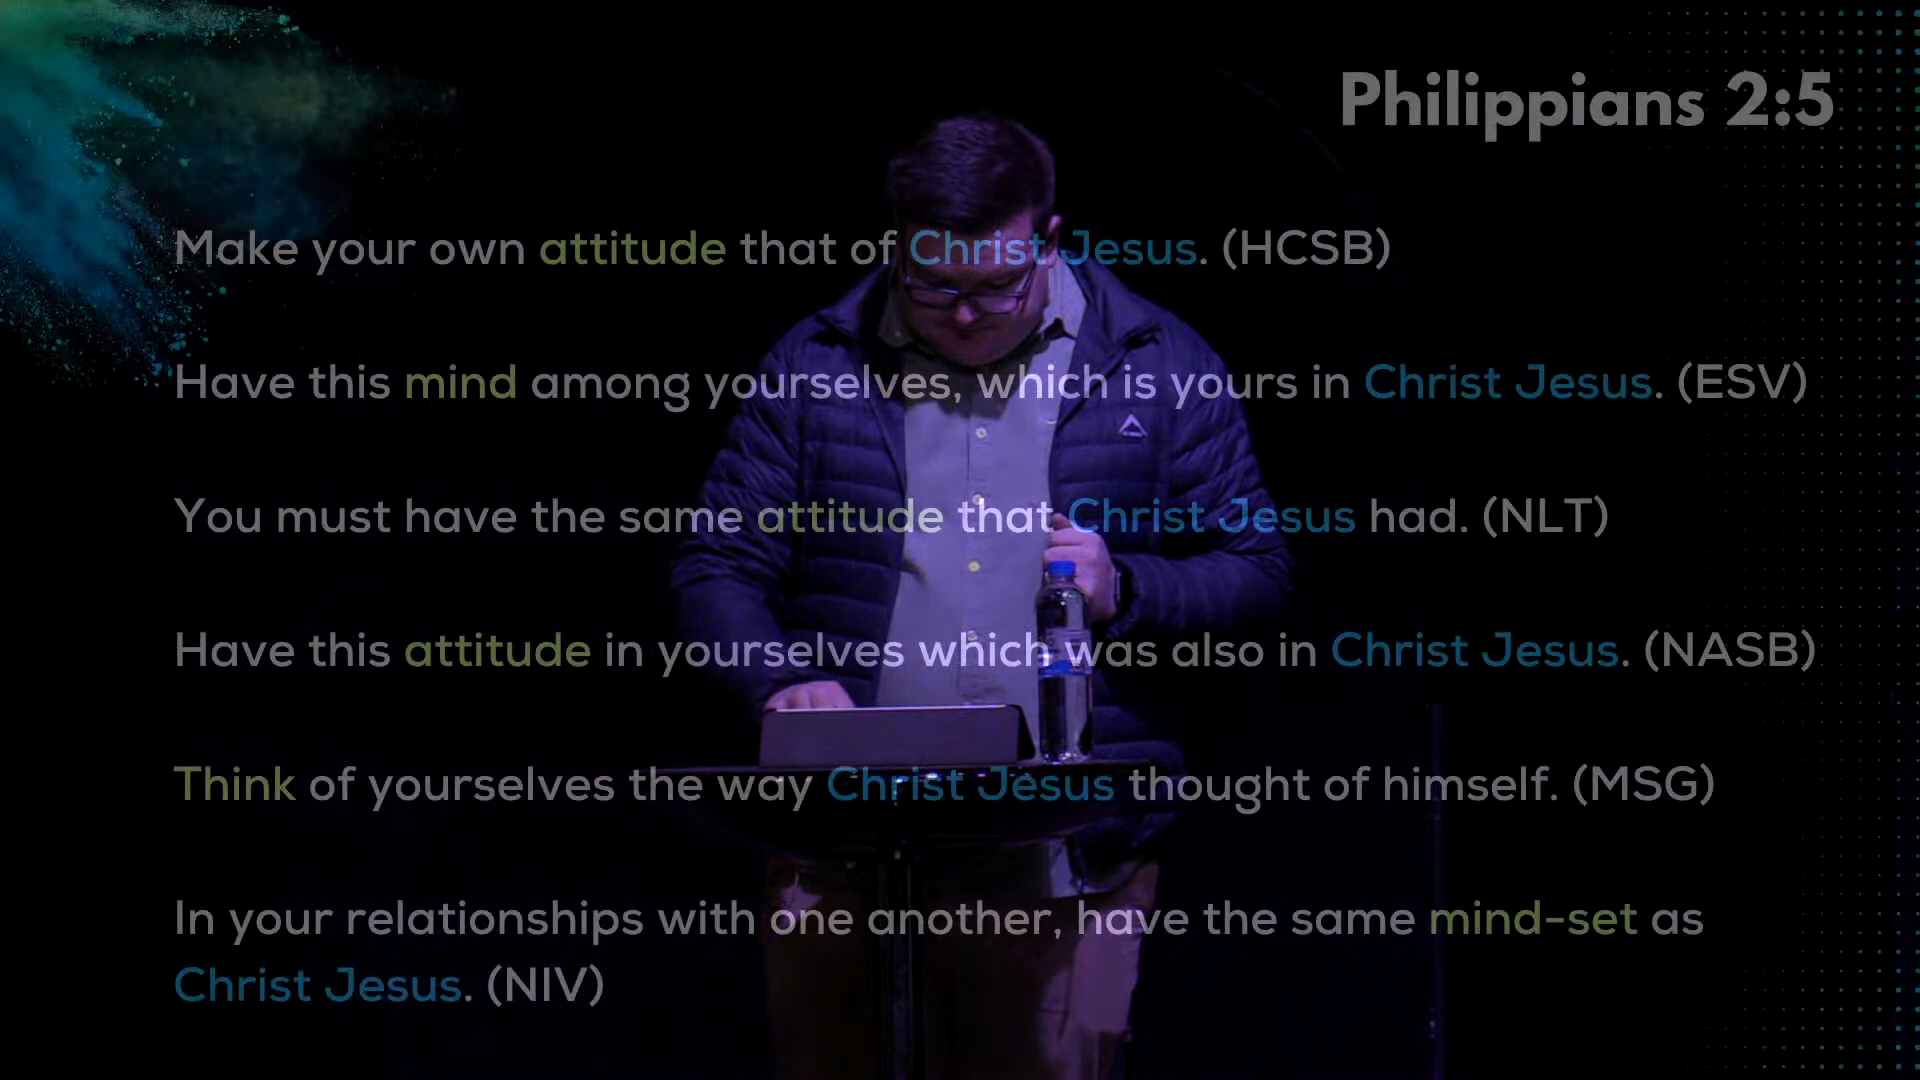 Philippians 2:5
Make your own attitude that of Christ Jesus. (HCSB)
Have this mind among yourselves, which is yours in Christ Jesus. (ESV)
You must have the same attitude that Christ Jesus had. (NLT)
Have this attitude in yourselves which was also in Christ Jesus. (NASB)
Think of yourselves the way Christ Jesus thought of himself. (MSG)
In your relationships with one another, have the same mind-set as
Christ Jesus. (NIV)